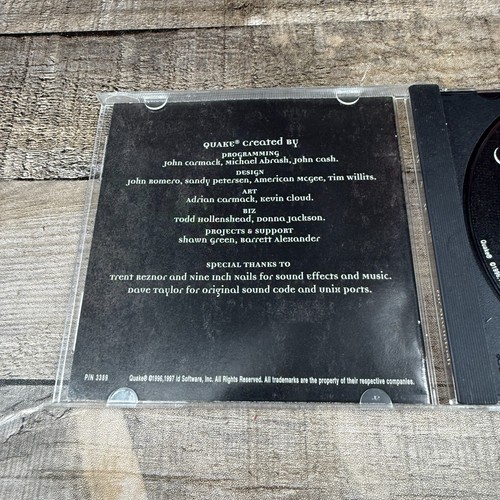 QUAKE® Created By
PROGRAMMING
John Carmack, Michael Abrash, John Cash.
DESIGN
John Romero, Sandy Petersen, American McGee, Tim Willits.
ART
Adrian Carmack, Kevin Cloud.
BIZ
Todd Hollenshead, Donna Jackson.
PROJECTS & SUPPORT
Shawn Green, Barrett Alexander
SPECIAL THANKS TO
Trent Reznor and Nine Inch Nails for Sound Effects and Music.
Dave Taylor for original sound code and unix ports.
P/N 3389 Quake® ©1996,1997 id Software, Inc. All Rights Reserved. All trademarks are the property of their respective companies.
Quake® ©1996,